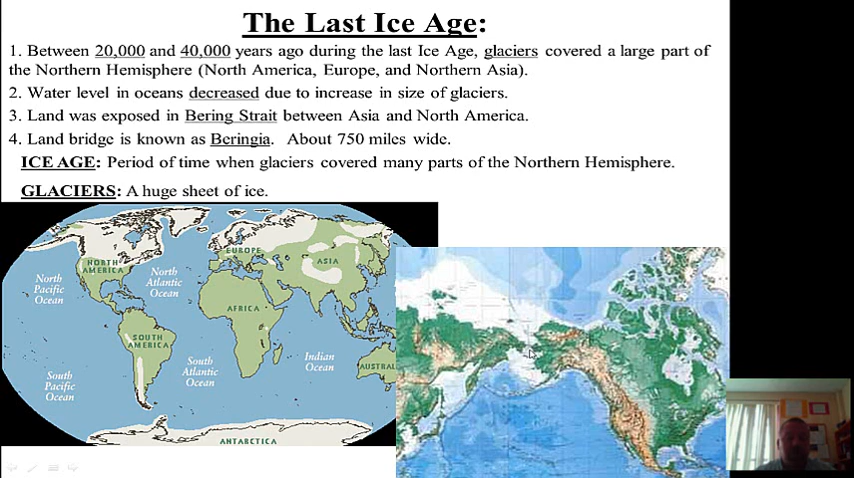 The Last Ice Age:
1. Between 20,000 and 40,000 years ago during the last Ice Age, glaciers covered a large part of
the Northern Hemisphere (North America, Europe, and Northern Asia).
2. Water level in oceans decreased due to increase in size of glaciers.
3. Land was exposed in Bering Strait between Asia and North America.
4. Land bridge is known as Beringia. About 750 miles wide.
ICE AGE: Period of time when glaciers covered many parts of the Northern Hemisphere.
GLACIERS: A huge sheet of ice.
NORTH
AMERICA
EUROPE
ASIA
North
Pacific
Ocean
North
Atlantic
Ocean
AFRICA
SOUTH
AMERICA
South
Pacific
Ocean
South
Atlantic
Ocean
Indian
Ocean
AUSTRAL
ANTARCTICA